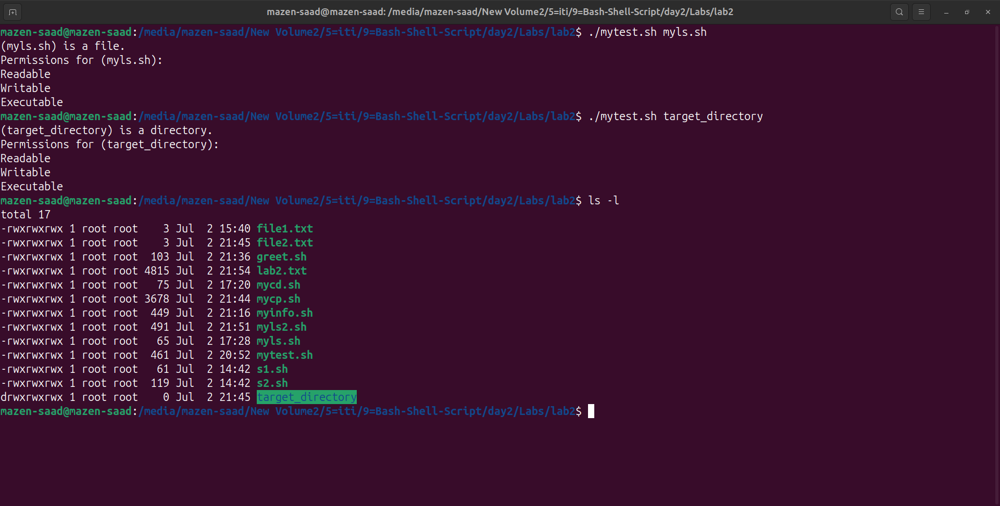 mazen-saad@mazen-saad: /media/mazen-saad/New Volume2/5=iti/9=Bash-Shell-Script/day2/Labs/lab2
mazen-saad@mazen-saad:/media/mazen-saad/New Volume2/5=iti/9=Bash-Shell-Script/day2/Labs/lab2$ ./mytest.sh myls.sh
(myls.sh) is a file.
Permissions for (myls.sh):
Readable
Writable
Executable
mazen-saad@mazen-saad:/media/mazen-saad/New Volume2/5=iti/9=Bash-Shell-Script/day2/Labs/lab2$ ./mytest.sh target_directory
(target_directory) is a directory.
Permissions for (target_directory):
Readable
Writable
Executable
mazen-saad@mazen-saad:/media/mazen-saad/New Volume2/5=iti/9=Bash-Shell-Script/day2/Labs/lab2$ ls -l
total 17
-rwxrwxrwx 1 root root    3 Jul  2 15:40 file1.txt
-rwxrwxrwx 1 root root    3 Jul  2 21:45 file2.txt
-rwxrwxrwx 1 root root  103 Jul  2 21:36 greet.sh
-rwxrwxrwx 1 root root 4815 Jul  2 21:54 lab2.txt
-rwxrwxrwx 1 root root   75 Jul  2 17:20 mycd.sh
-rwxrwxrwx 1 root root 3678 Jul  2 21:44 mycp.sh
-rwxrwxrwx 1 root root  449 Jul  2 21:16 myinfo.sh
-rwxrwxrwx 1 root root  491 Jul  2 21:51 myls2.sh
-rwxrwxrwx 1 root root   65 Jul  2 17:28 myls.sh
-rwxrwxrwx 1 root root  461 Jul  2 20:52 mytest.sh
-rwxrwxrwx 1 root root   61 Jul  2 14:42 s1.sh
-rwxrwxrwx 1 root root  119 Jul  2 14:42 s2.sh
drwxrwxrwx 1 root root    0 Jul  2 21:45 target_directory
mazen-saad@mazen-saad:/media/mazen-saad/New Volume2/5=iti/9=Bash-Shell-Script/day2/Labs/lab2$